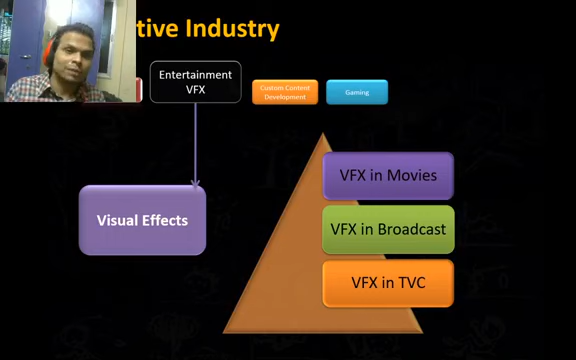 tive Industry
Entertainment
VFX
Custom Content
Development
Gaming
Visual Effects
VFX in Movies
VFX in Broadcast
VFX in TVC